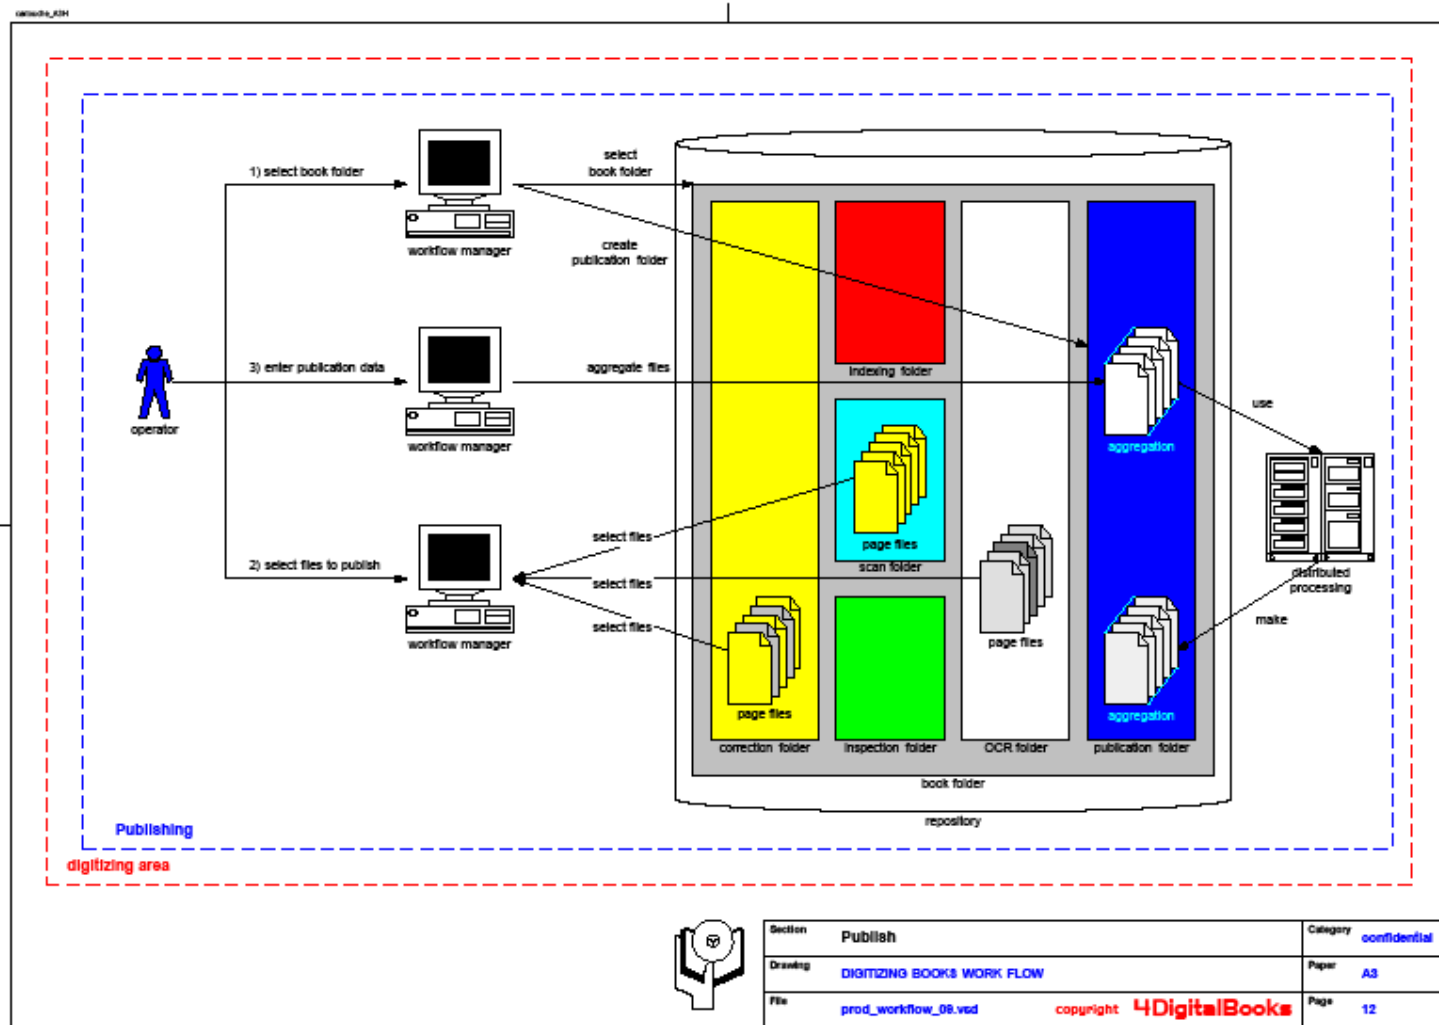 cartouche_A3H
1) select book folder
workflow manager
select
book folder
create
publication folder
3) enter publication data
workflow manager
aggregate files
operator
2) select files to publish
workflow manager
select files
select files
select files
indexing folder
page files
scan folder
page files
correction folder
inspection folder
page files
OCR folder
aggregation
aggregation
publication folder
book folder
repository
use
distributed
processing
make
Publishing
digitizing area
Section Publish Category confidential
Drawing DIGITIZING BOOKS WORK FLOW Paper A3
File prod_workflow_09.vsd copyright 4DigitalBooks Page 12